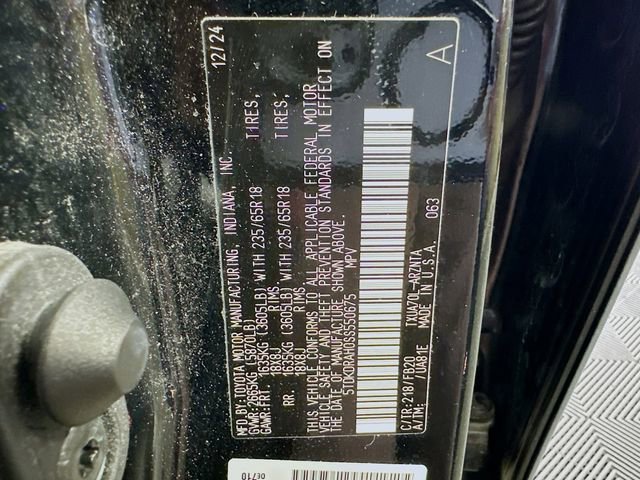 MFD.BY:TOYOTA MOTOR MANUFACTURING, INDIANA, INC. 12/24
GVWR:2665KG (5870LB)
GAWR:FRT 1635KG (3605LB) WITH 235/65R18 TIRES,
18X8J RIMS
RR. 1635KG (3605LB) WITH 235/65R18 TIRES,
18X8J RIMS
THIS VEHICLE CONFORMS TO ALL APPLICABLE FEDERAL MOTOR
VEHICLE SAFETY AND THEFT PREVENTION STANDARDS IN EFFECT ON
THE DATE OF MANUFACTURE SHOWN ABOVE.
5TDKDRAH0SS550675 MPV A
C/TR:218/FB20 TXUA70L-ARZNTA 063
A/TM: /UA81E MADE IN U.S.A.
DE710